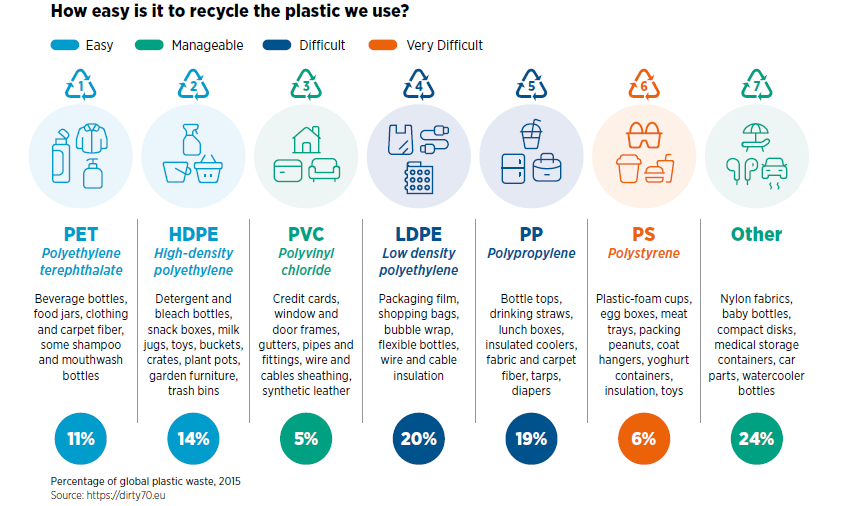 How easy is it to recycle the plastic we use?
Easy
Manageable
Difficult
Very Difficult
1
2
3
4
5
6
7
PET
Polyethylene
terephthalate
Beverage bottles,
food jars, clothing
and carpet fiber,
some shampoo
and mouthwash
bottles
11%
HDPE
High-density
polyethylene
Detergent and
bleach bottles,
snack boxes, milk
jugs, toys, buckets,
crates, plant pots,
garden furniture,
trash bins
14%
PVC
Polyvinyl
chloride
Credit cards,
window and
door frames,
gutters, pipes and
fittings, wire and
cables sheathing,
synthetic leather
5%
LDPE
Low density
polyethylene
Packaging film,
shopping bags,
bubble wrap,
flexible bottles,
wire and cable
insulation
20%
PP
Polypropylene
Bottle tops,
drinking straws,
lunch boxes,
insulated coolers,
fabric and carpet
fiber, tarps,
diapers
19%
PS
Polystyrene
Plastic-foam cups,
egg boxes, meat
trays, packing
peanuts, coat
hangers, yoghurt
containers,
insulation, toys
6%
Other
Nylon fabrics,
baby bottles,
compact disks,
medical storage
containers, car
parts, watercooler
bottles
24%
Percentage of global plastic waste, 2015
Source: https://dirty70.eu